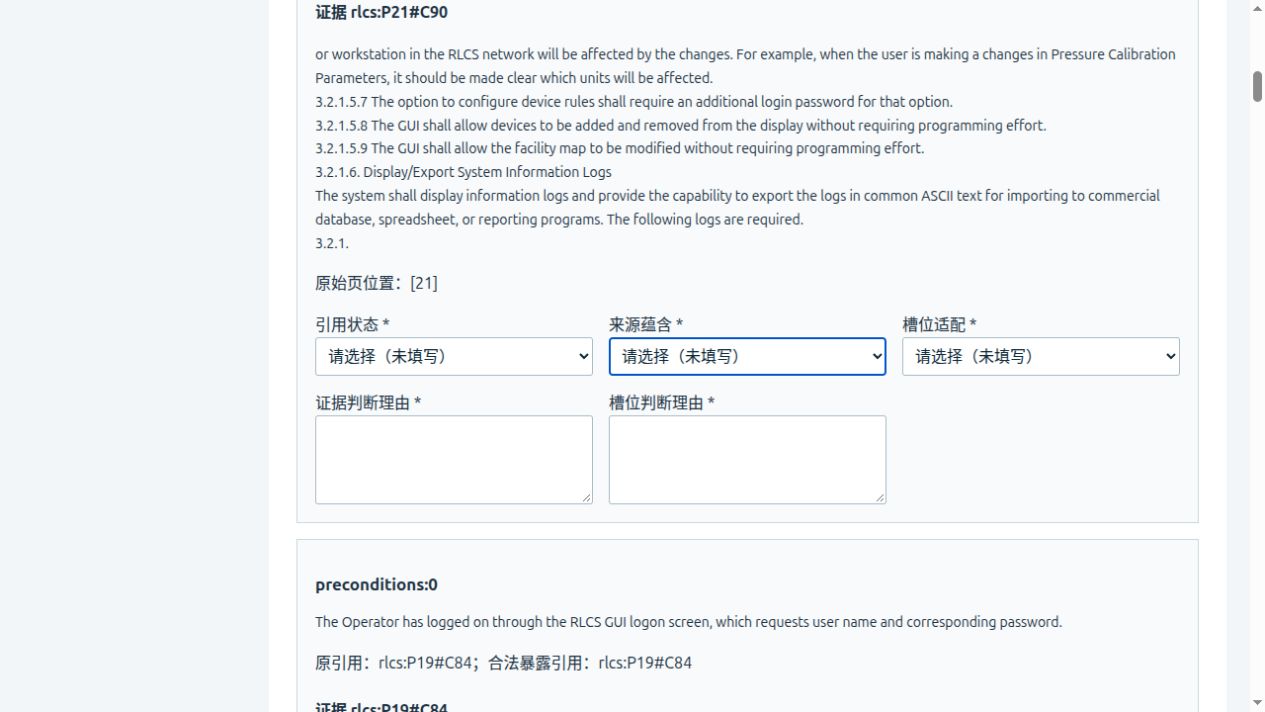 证据 rlcs:P21#C90
or workstation in the RLCS network will be affected by the changes. For example, when the user is making a changes in Pressure Calibration
Parameters, it should be made clear which units will be affected.
3.2.1.5.7 The option to configure device rules shall require an additional login password for that option.
3.2.1.5.8 The GUI shall allow devices to be added and removed from the display without requiring programming effort.
3.2.1.5.9 The GUI shall allow the facility map to be modified without requiring programming effort.
3.2.1.6. Display/Export System Information Logs
The system shall display information logs and provide the capability to export the logs in common ASCII text for importing to commercial
database, spreadsheet, or reporting programs. The following logs are required.
3.2.1.
原始页位置：[21]
引用状态 * 来源蕴含 * 槽位适配 *
请选择（未填写） 请选择（未填写） 请选择（未填写）
证据判断理由 * 槽位判断理由 *
preconditions:0
The Operator has logged on through the RLCS GUI logon screen, which requests user name and corresponding password.
原引用：rlcs:P19#C84；合法暴露引用：rlcs:P19#C84
证据 rlcs:P19#C84